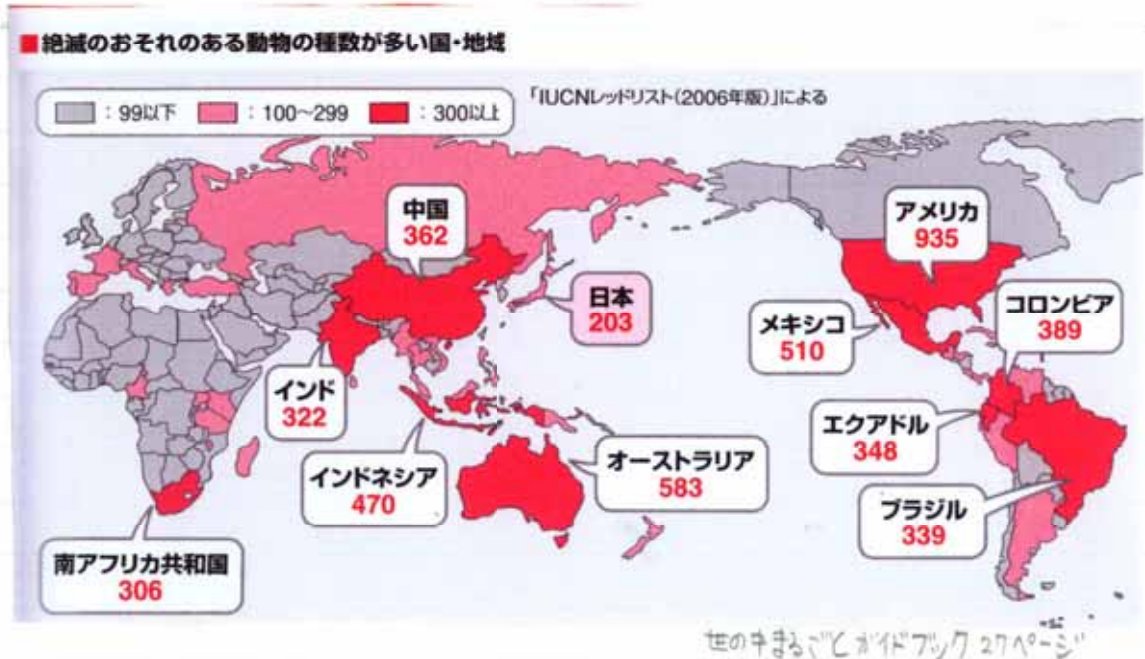 ■絶滅のおそれのある動物の種数が多い国・地域
：99以下　：100〜299　：300以上
「IUCNレッドリスト(2006年版)」による
中国
362
アメリカ
935
日本
203
コロンビア
389
メキシコ
510
インド
322
エクアドル
348
インドネシア
470
オーストラリア
583
ブラジル
339
南アフリカ共和国
306
世の中まるごとガイドブック 27ページ